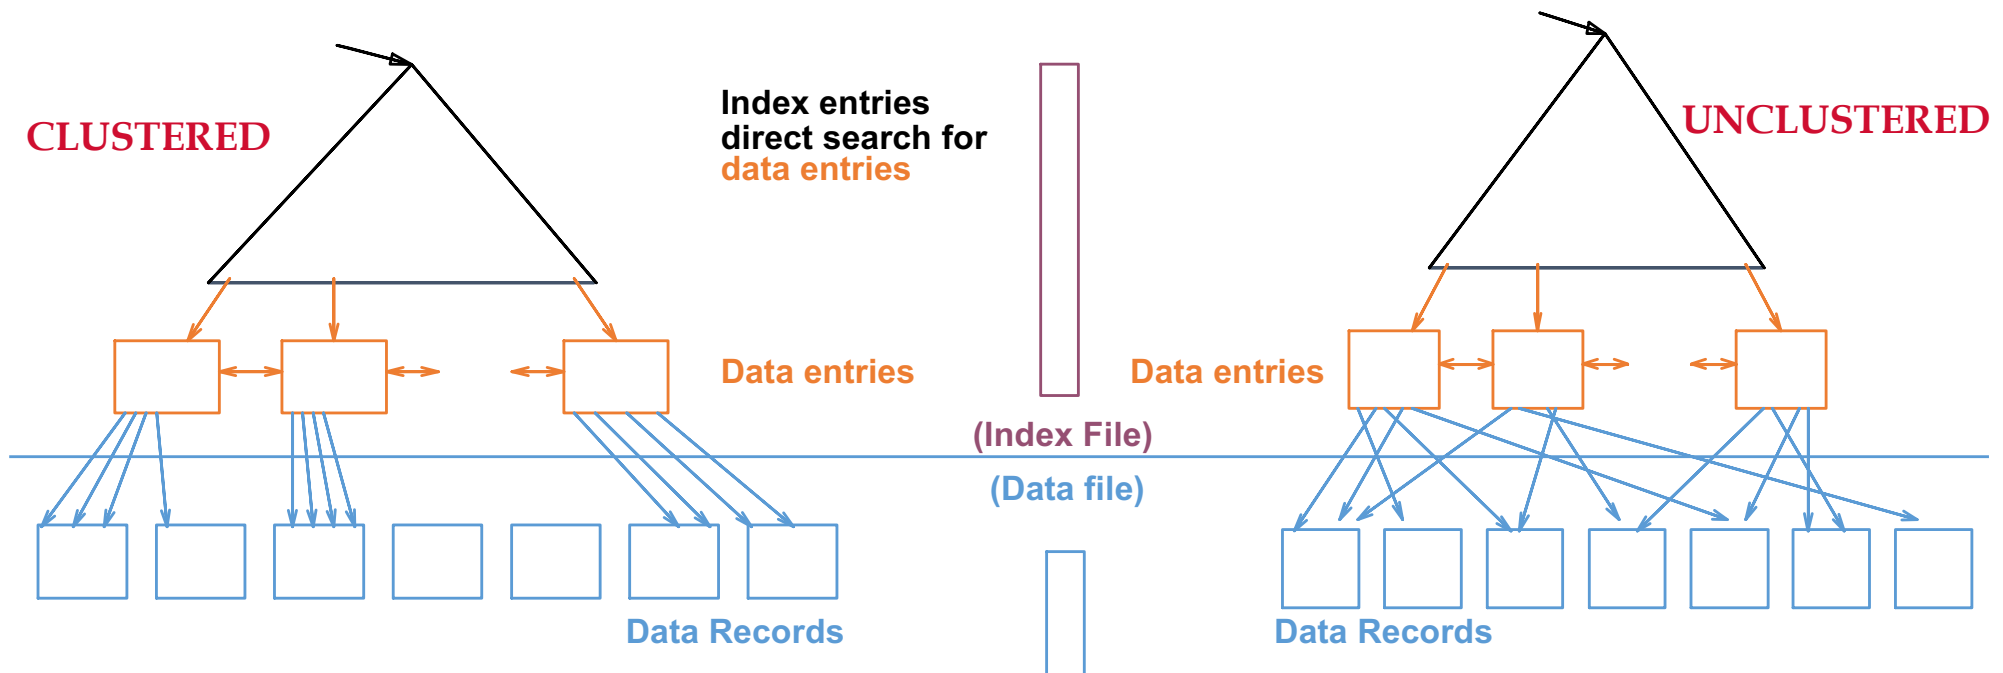 CLUSTERED
Index entries
direct search for
data entries
UNCLUSTERED
Data entries
Data entries
(Index File)
(Data file)
Data Records
Data Records